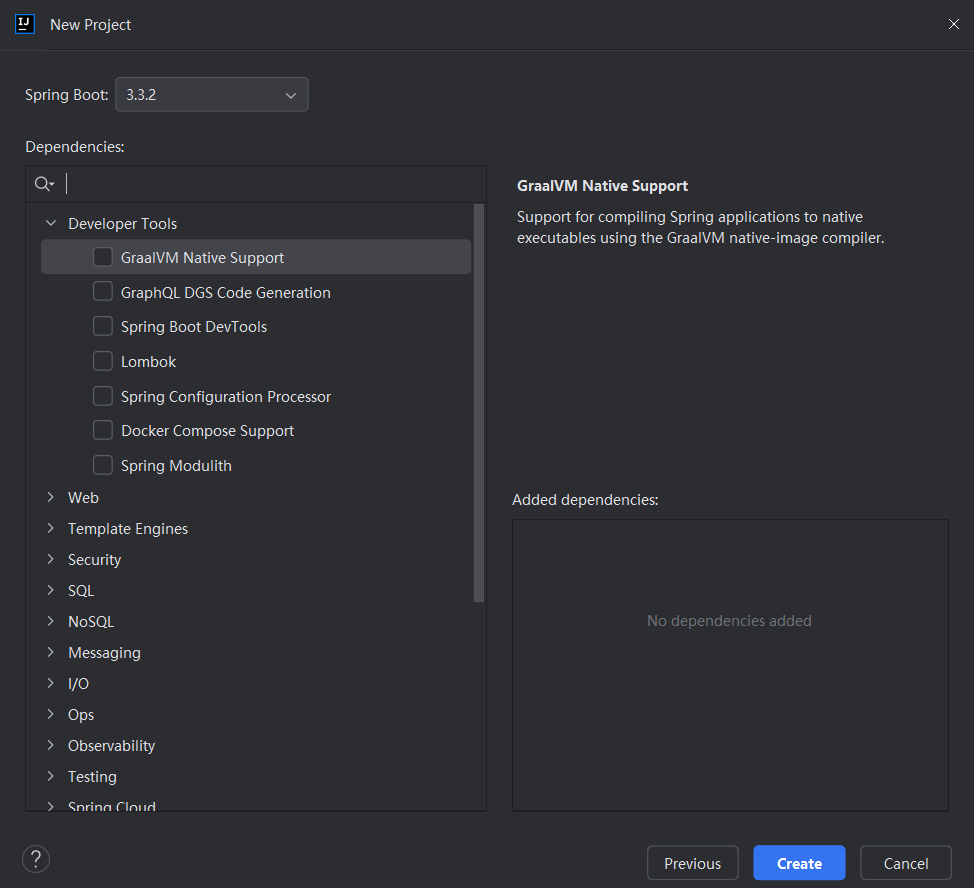 IJ
New Project
Spring Boot: 3.3.2
Dependencies:
Developer Tools
GraalVM Native Support
GraphQL DGS Code Generation
Spring Boot DevTools
Lombok
Spring Configuration Processor
Docker Compose Support
Spring Modulith
Web
Template Engines
Security
SQL
NoSQL
Messaging
I/O
Ops
Observability
Testing
Spring Cloud
GraalVM Native Support
Support for compiling Spring applications to native
executables using the GraalVM native-image compiler.
Added dependencies:
No dependencies added
?
Previous
Create
Cancel